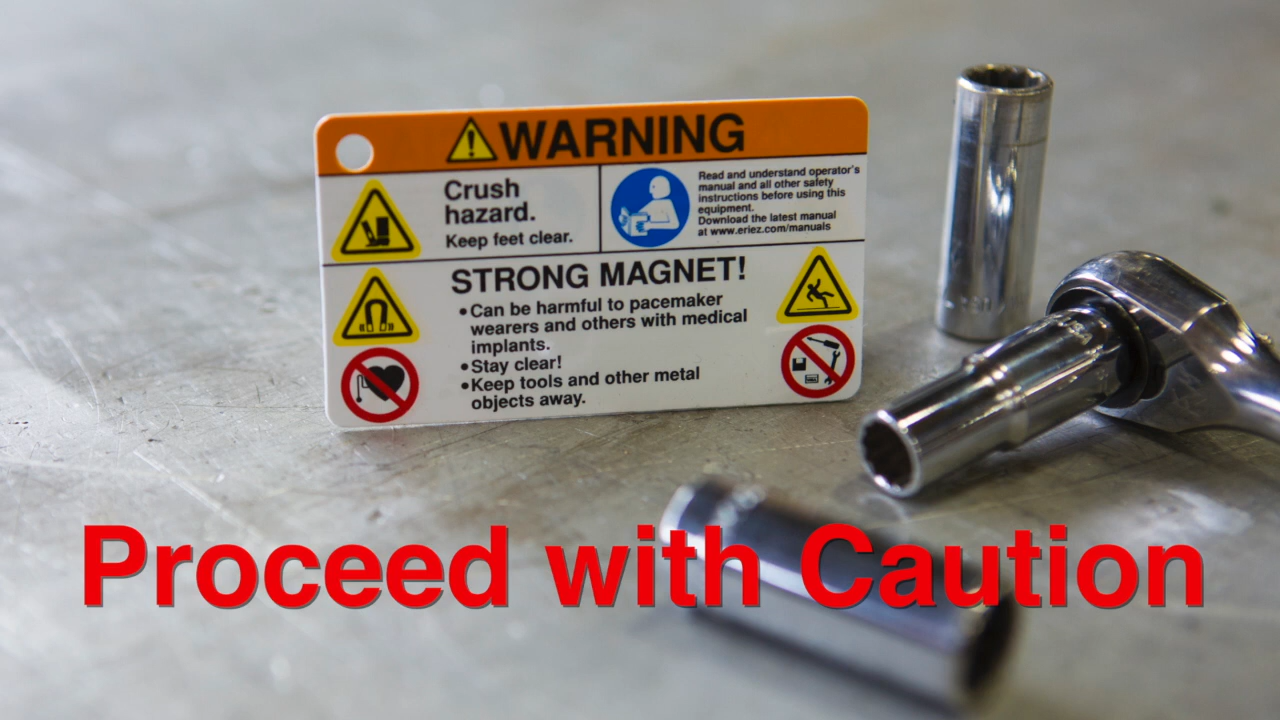 WARNING
Crush
hazard.
Keep feet clear.
Read and understand operator's
manual and all other safety
instructions before using this
equipment.
Download the latest manual
at www.eriez.com/manuals
STRONG MAGNET!
•Can be harmful to pacemaker
wearers and others with medical
implants.
•Stay clear!
•Keep tools and other metal
objects away.
Proceed with Caution